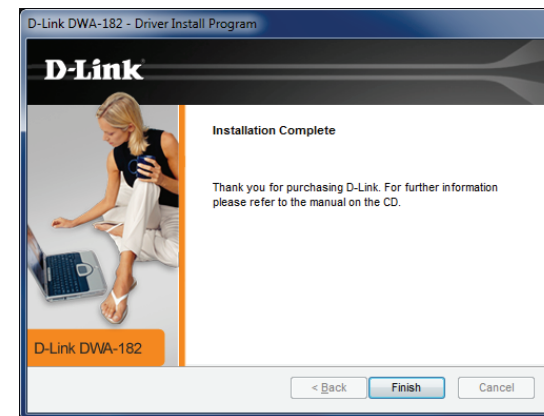 D-Link DWA-182 - Driver Install Program
D-Link
Installation Complete
Thank you for purchasing D-Link. For further information
please refer to the manual on the CD.
D-Link DWA-182
< Back
Finish
Cancel